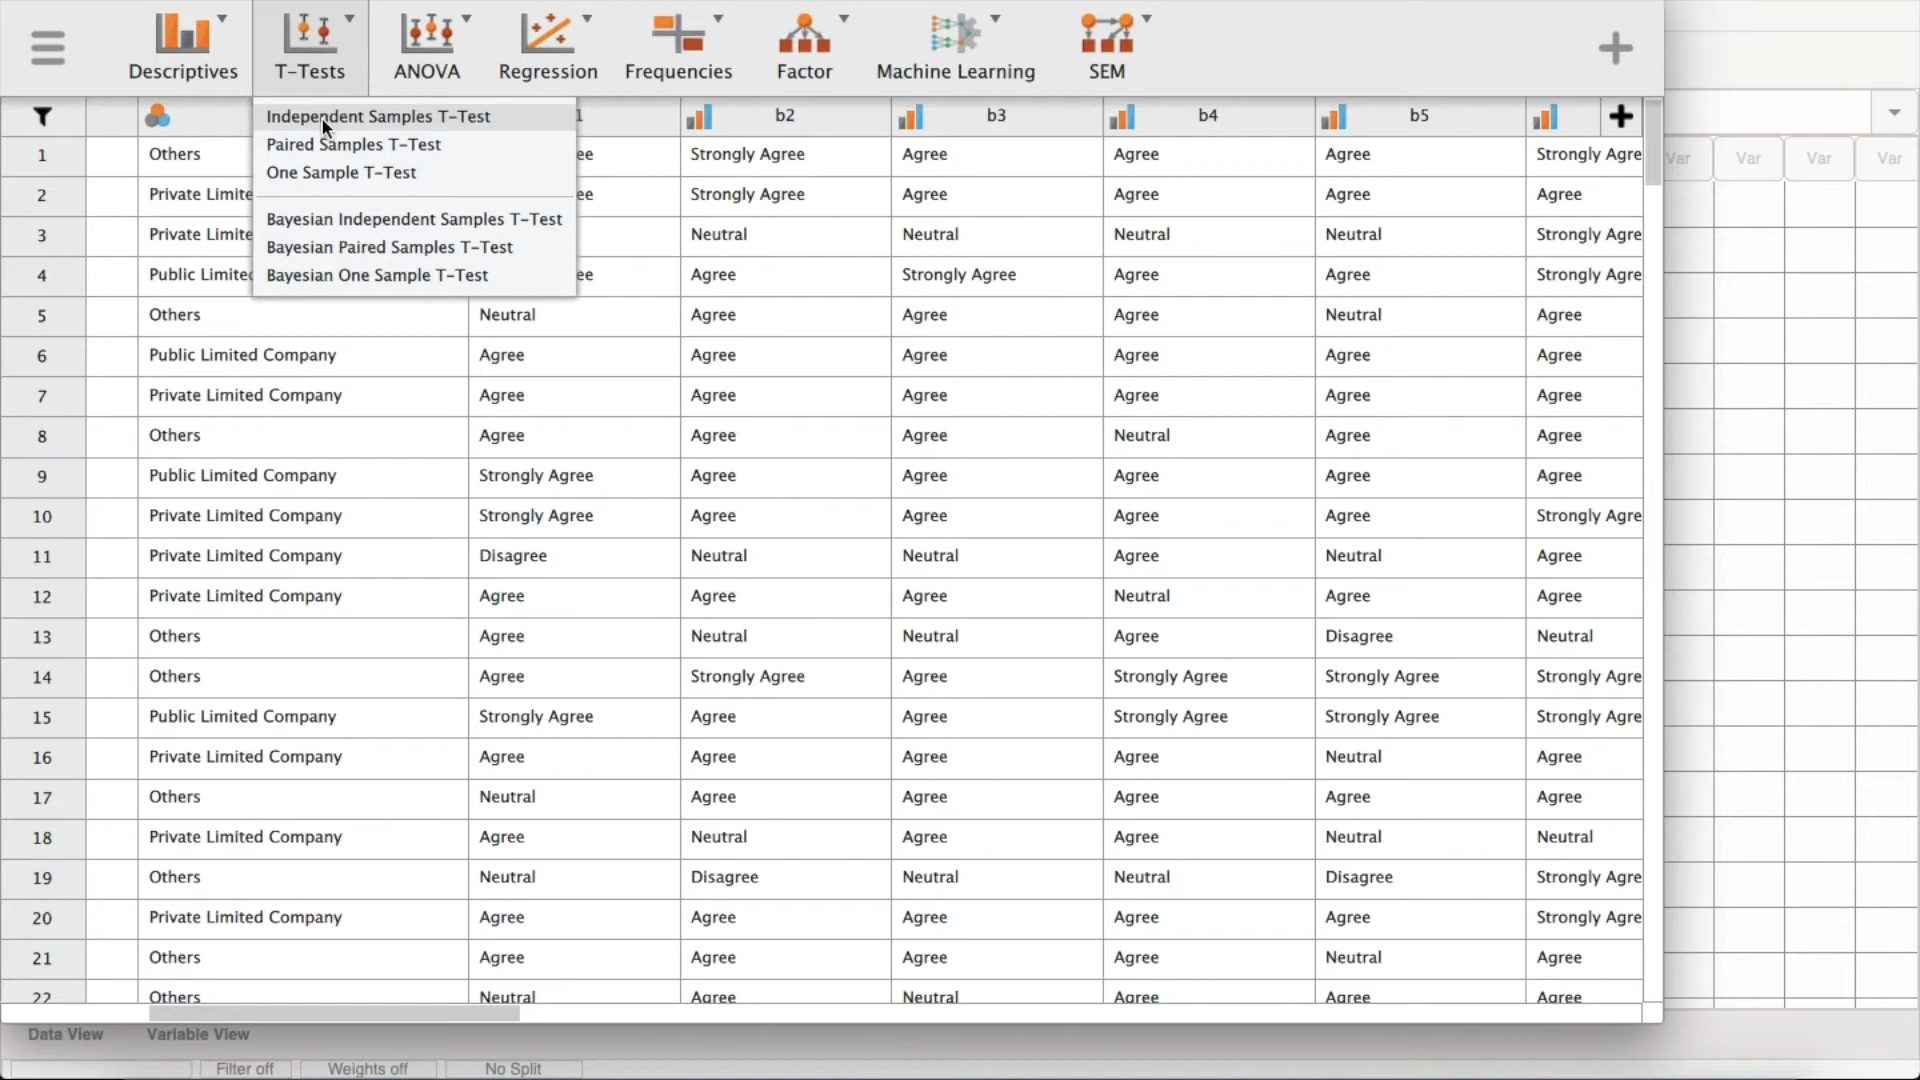 Descriptives T-Tests ANOVA Regression Frequencies Factor Machine Learning SEM
Independent Samples T-Test
Paired Samples T-Test
One Sample T-Test
Bayesian Independent Samples T-Test
Bayesian Paired Samples T-Test
Bayesian One Sample T-Test
1 b2 b3 b4 b5
Var Var Var Var
1 Others ee Strongly Agree Agree Agree Agree Strongly Agre
2 Private Limite ee Strongly Agree Agree Agree Agree Agree
3 Private Limite Neutral Neutral Neutral Neutral Strongly Agre
4 Public Limited ee Agree Strongly Agree Agree Agree Strongly Agre
5 Others Neutral Agree Agree Agree Neutral Agree
6 Public Limited Company Agree Agree Agree Agree Agree Agree
7 Private Limited Company Agree Agree Agree Agree Agree Agree
8 Others Agree Agree Agree Neutral Agree Agree
9 Public Limited Company Strongly Agree Agree Agree Agree Agree Agree
10 Private Limited Company Strongly Agree Agree Agree Agree Agree Strongly Agre
11 Private Limited Company Disagree Neutral Neutral Agree Neutral Agree
12 Private Limited Company Agree Agree Agree Neutral Agree Agree
13 Others Agree Neutral Neutral Agree Disagree Neutral
14 Others Agree Strongly Agree Agree Strongly Agree Strongly Agree Strongly Agre
15 Public Limited Company Strongly Agree Agree Agree Strongly Agree Strongly Agree Strongly Agre
16 Private Limited Company Agree Agree Agree Agree Neutral Agree
17 Others Neutral Agree Agree Agree Agree Agree
18 Private Limited Company Agree Neutral Agree Agree Neutral Neutral
19 Others Neutral Disagree Neutral Neutral Disagree Strongly Agre
20 Private Limited Company Agree Agree Agree Agree Agree Strongly Agre
21 Others Agree Agree Agree Agree Neutral Agree
22 Others Neutral Agree Neutral Agree Agree Agree
Data View Variable View
Filter off Weights off No Split